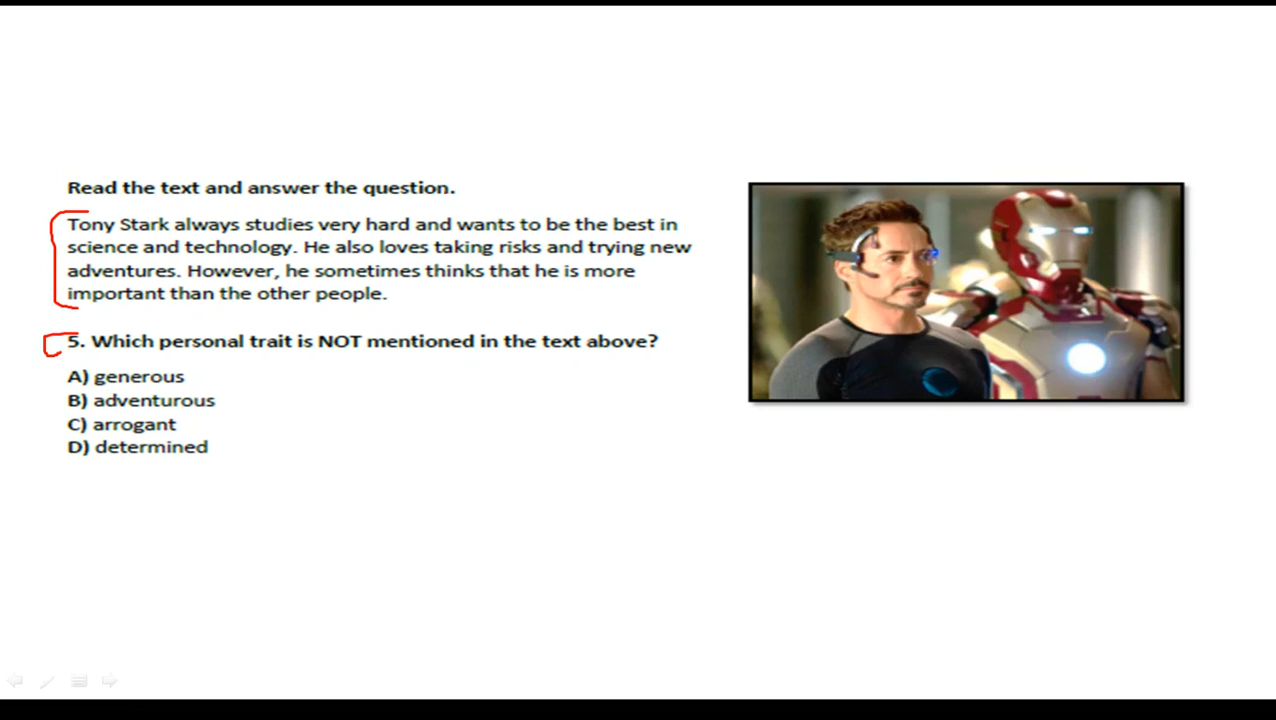 Read the text and answer the question.
Tony Stark always studies very hard and wants to be the best in
science and technology. He also loves taking risks and trying new
adventures. However, he sometimes thinks that he is more
important than the other people.
5. Which personal trait is NOT mentioned in the text above?
A) generous
B) adventurous
C) arrogant
D) determined